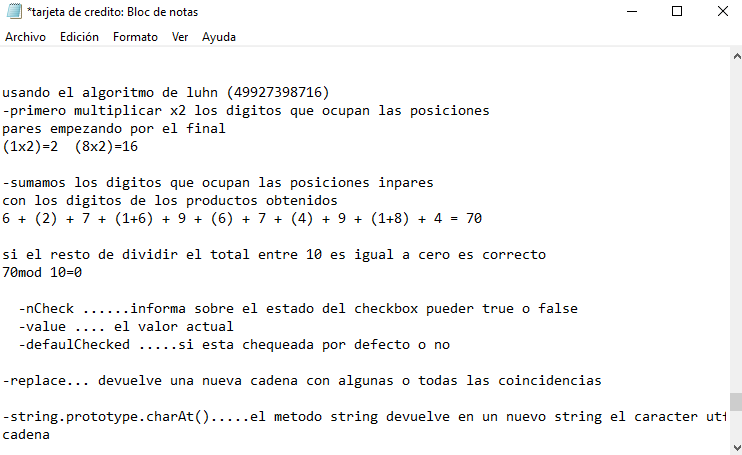 *tarjeta de credito: Bloc de notas
Archivo Edición Formato Ver Ayuda
usando el algoritmo de luhn (49927398716)
-primero multiplicar x2 los digitos que ocupan las posiciones
pares empezando por el final
(1x2)=2  (8x2)=16
-sumamos los digitos que ocupan las posiciones inpares
con los digitos de los productos obtenidos
6 + (2) + 7 + (1+6) + 9 + (6) + 7 + (4) + 9 + (1+8) + 4 = 70
si el resto de dividir el total entre 10 es igual a cero es correcto
70mod 10=0
-nCheck ......informa sobre el estado del checkbox pueder true o false
-value .... el valor actual
-defaulChecked .....si esta chequeada por defecto o no
-replace... devuelve una nueva cadena con algunas o todas las coincidencias
-string.prototype.charAt().....el metodo string devuelve en un nuevo string el caracter
cadena